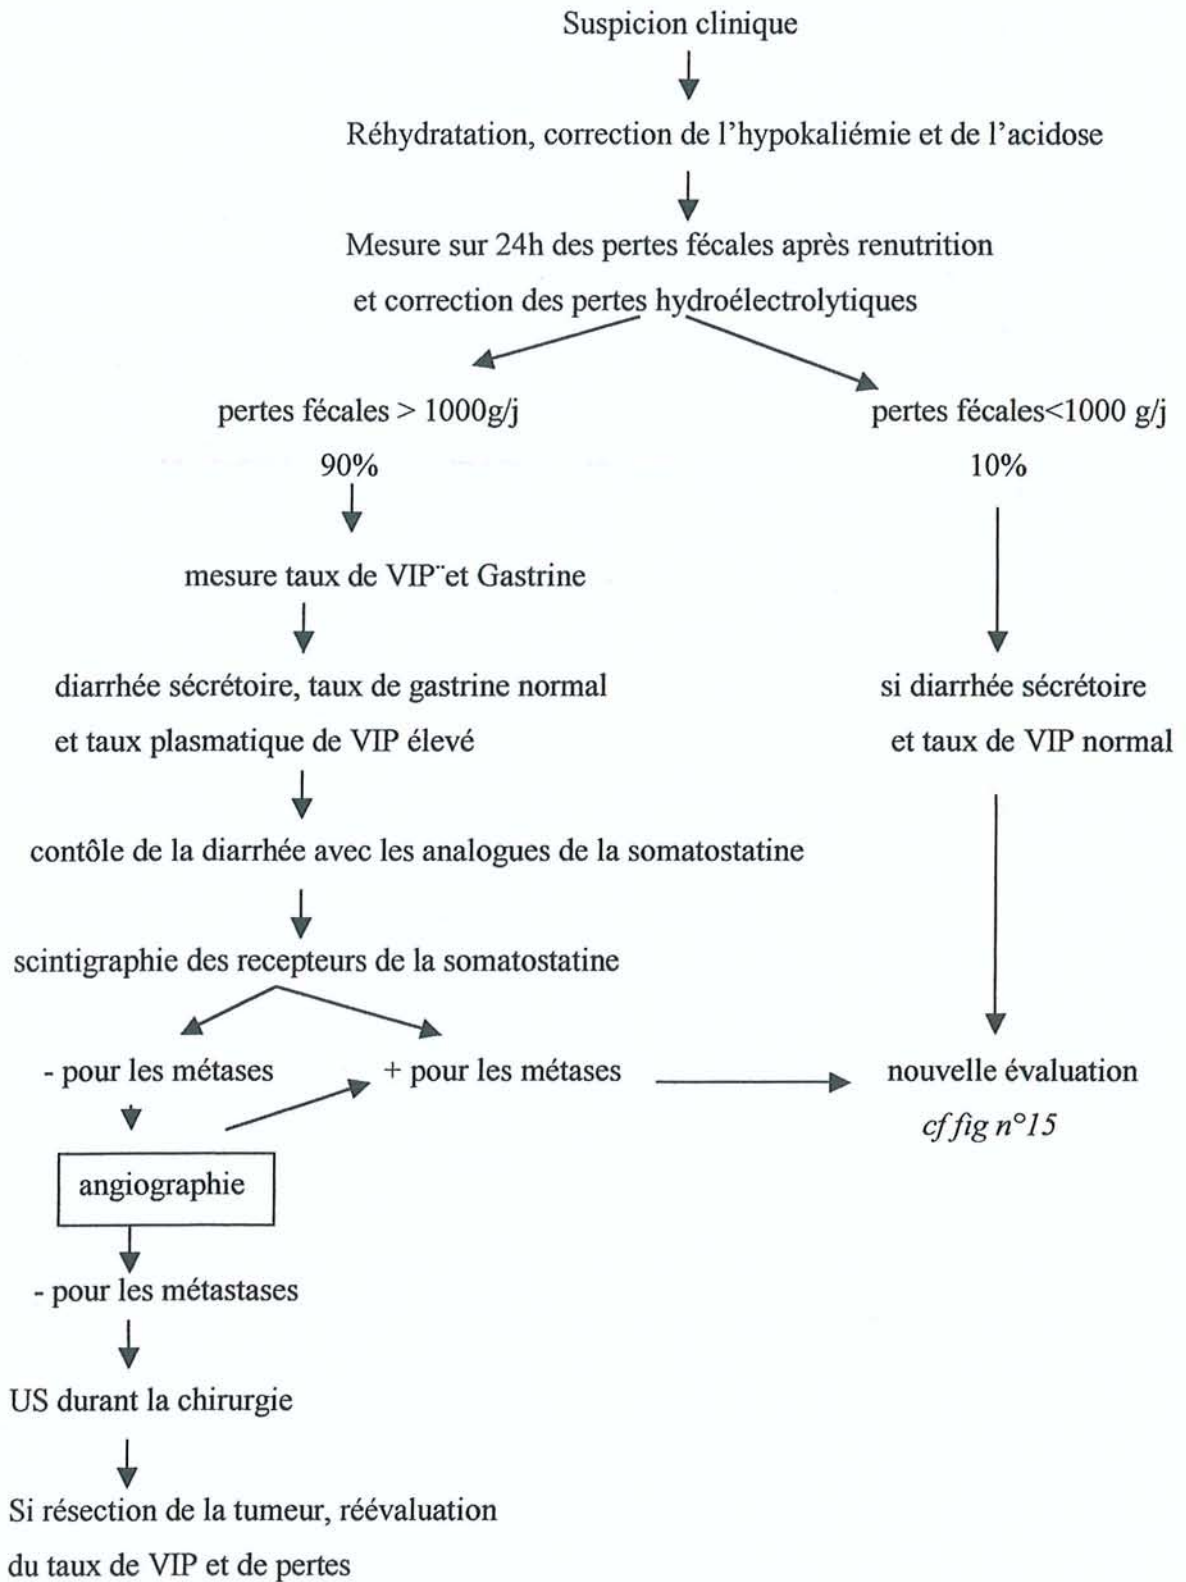 Suspicion clinique
Réhydratation, correction de l'hypokaliémie et de l'acidose
Mesure sur 24h des pertes fécales après renutrition
et correction des pertes hydroélectrolytiques
pertes fécales > 1000g/j
90%
pertes fécales<1000 g/j
10%
mesure taux de VIP¨et Gastrine
diarrhée sécrétoire, taux de gastrine normal
et taux plasmatique de VIP élevé
si diarrhée sécrétoire
et taux de VIP normal
contôle de la diarrhée avec les analogues de la somatostatine
scintigraphie des recepteurs de la somatostatine
- pour les métases
+ pour les métases
nouvelle évaluation
cf fig n°15
angiographie
- pour les métastases
US durant la chirurgie
Si résection de la tumeur, réévaluation
du taux de VIP et de pertes